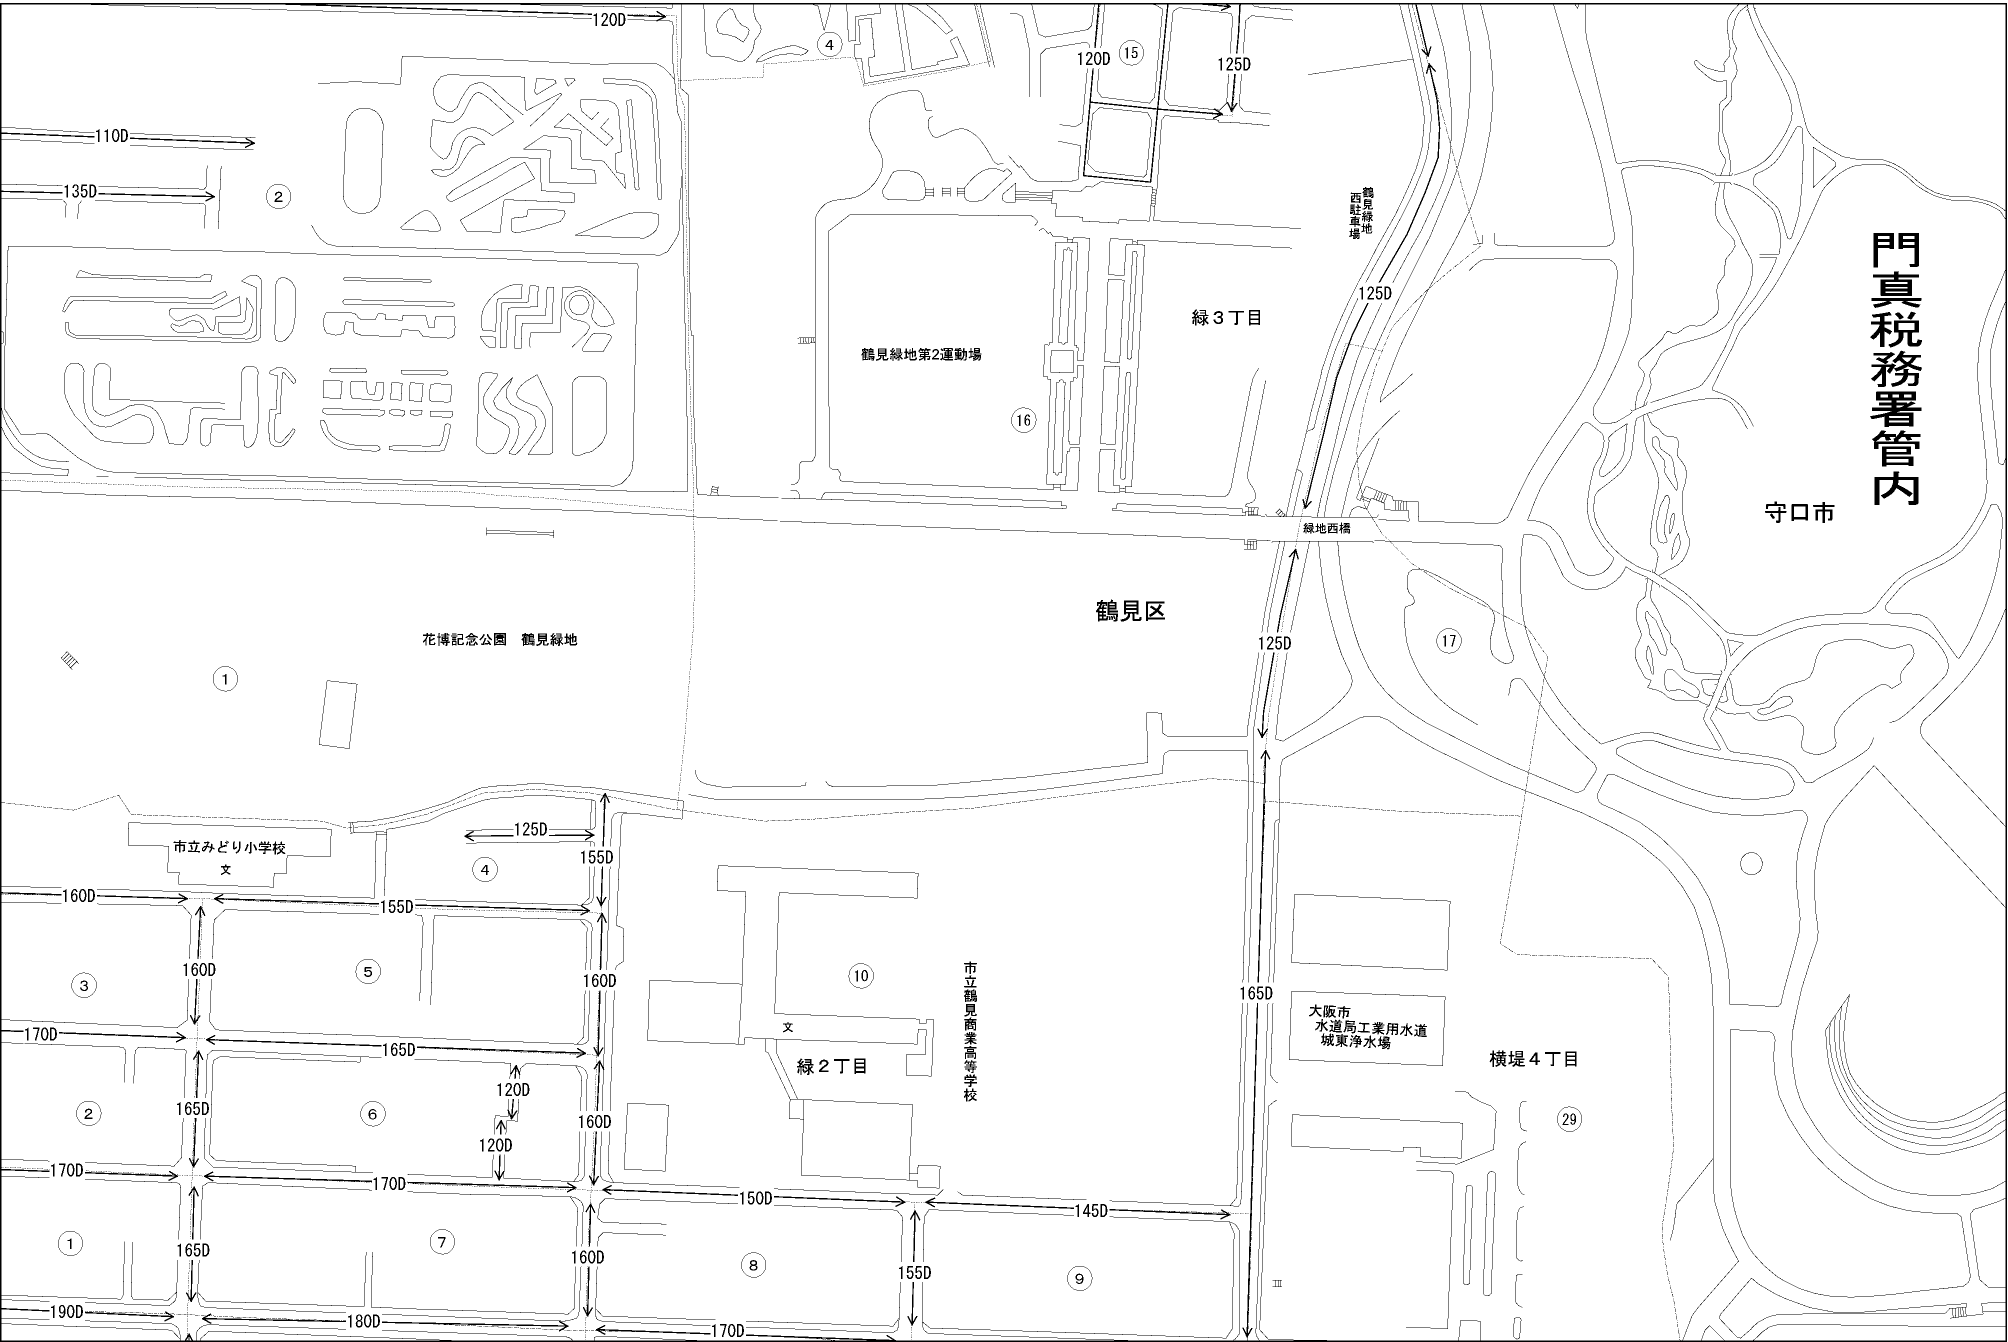 120D
④
120D
⑮
125D
110D
135D
②
鶴見緑地
西駐車場
門真税務署管内
125D
緑3丁目
鶴見緑地第2運動場
⑯
守口市
緑地西橋
鶴見区
花博記念公園 鶴見緑地
125D
⑰
①
125D
155D
市立みどり小学校
文
④
160D
155D
160D
⑤
160D
③
⑩
市立鶴見商業高等学校
165D
大阪市
水道局工業用水道
城東浄水場
文
170D
165D
緑2丁目
横堤4丁目
120D
165D
②
⑥
160D
120D
㉙
170D
170D
150D
145D
①
165D
⑦
160D
⑧
155D
⑨
190D
180D
170D